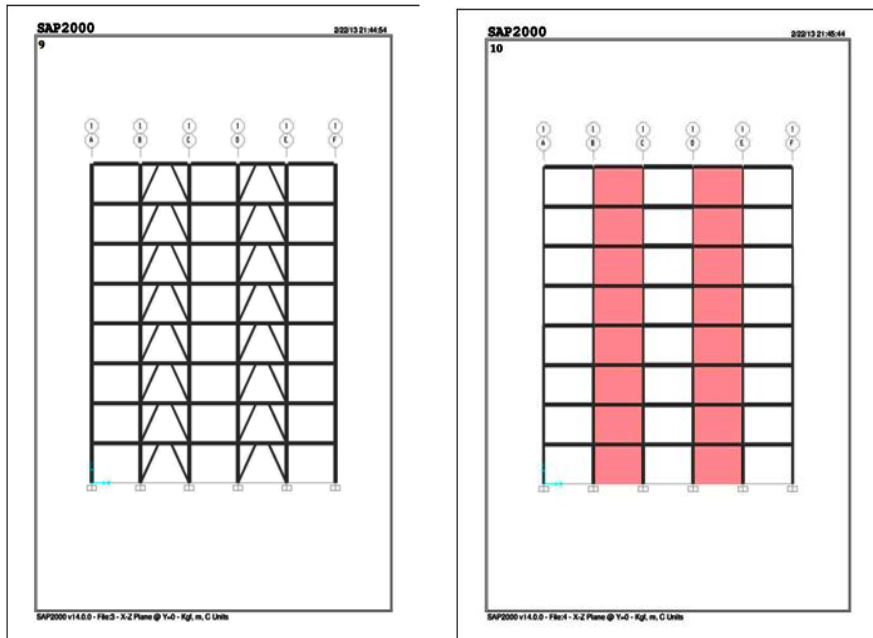 SAP2000
2/22/13 21:44:54
9
1 1 1 1 1 1
A B C D E F
SAP2000 v14.0.0 - File:3 - X-Z Plane @ Y=0 - Kgf, m, C Units
SAP2000
2/22/13 21:45:44
10
1 1 1 1 1 1
A B C D E F
SAP2000 v14.0.0 - File:4 - X-Z Plane @ Y=0 - Kgf, m, C Units